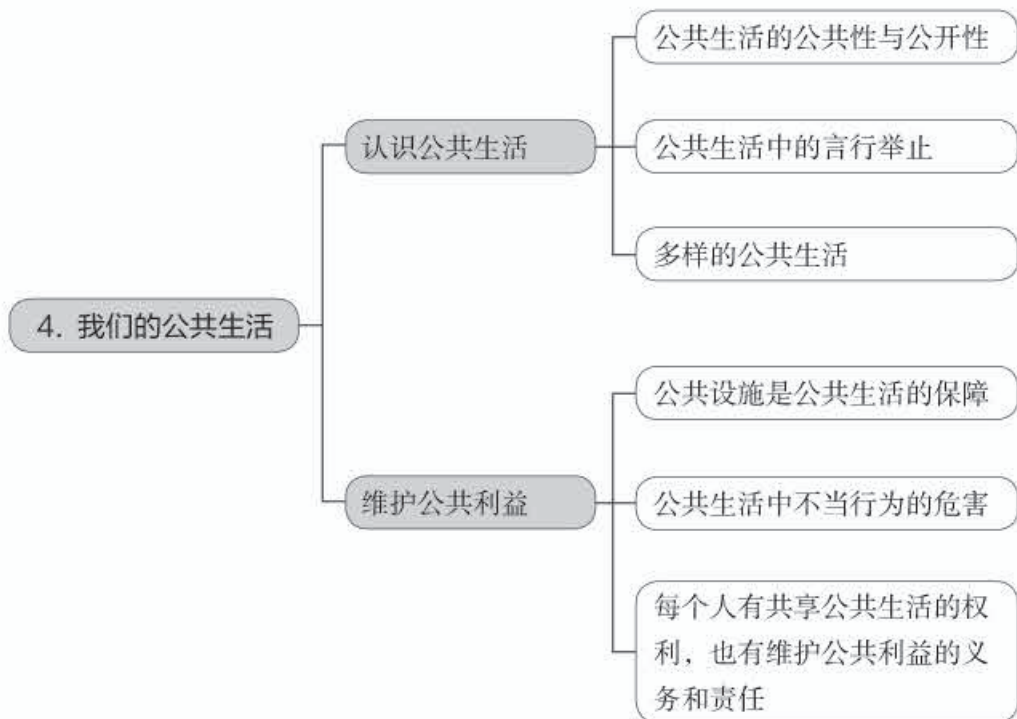 4. 我们的公共生活
认识公共生活
公共生活的公共性与公开性
公共生活中的言行举止
多样的公共生活
维护公共利益
公共设施是公共生活的保障
公共生活中不当行为的危害
每个人有共享公共生活的权
利，也有维护公共利益的义
务和责任